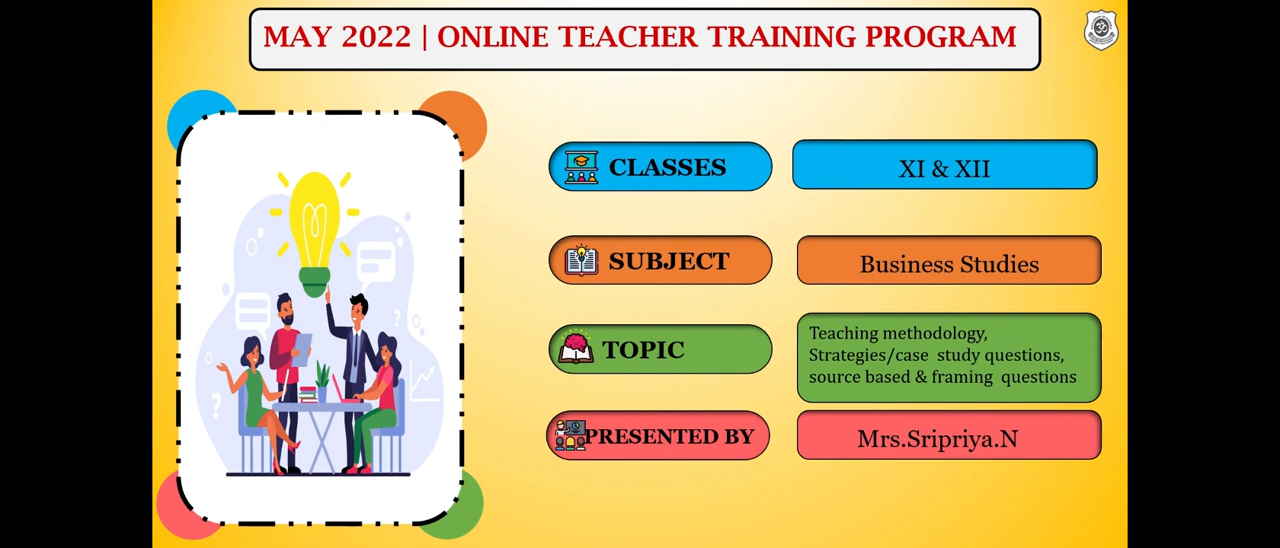 MAY 2022 | ONLINE TEACHER TRAINING PROGRAM
CLASSES
XI & XII
SUBJECT
Business Studies
TOPIC
Teaching methodology,
Strategies/case study questions,
source based & framing questions
PRESENTED BY
Mrs.Sripriya.N